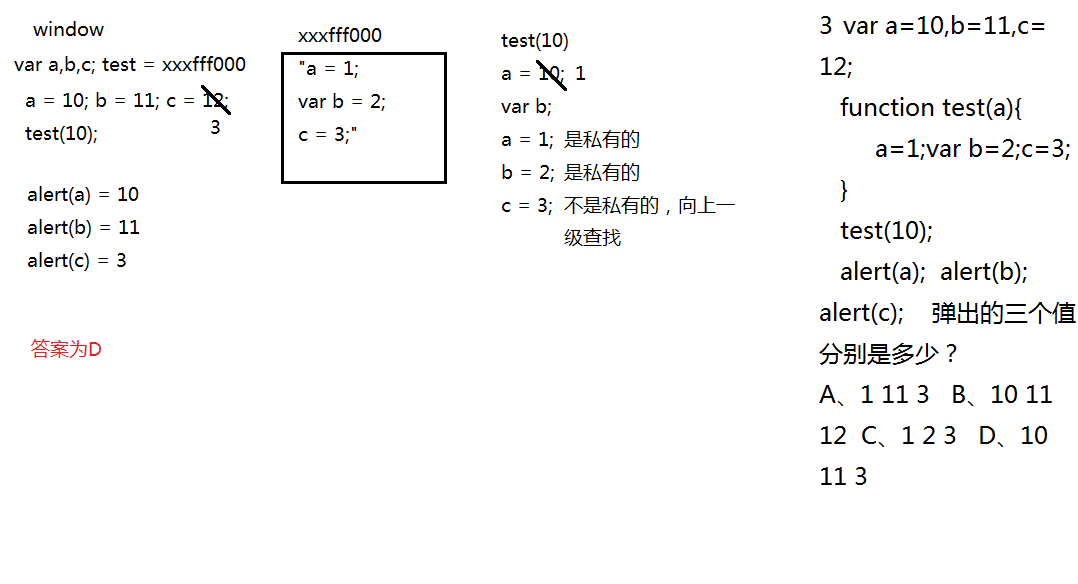 window
var a,b,c; test = xxxfff000
a = 10; b = 11; c = 12;
3
test(10);
alert(a) = 10
alert(b) = 11
alert(c) = 3
答案为D
xxxfff000
"a = 1;
var b = 2;
c = 3;"
test(10)
a = 10; 1
var b;
a = 1; 是私有的
b = 2; 是私有的
c = 3; 不是私有的，向上一
级查找
3 var a=10,b=11,c=
12;
function test(a){
a=1;var b=2;c=3;
}
test(10);
alert(a); alert(b);
alert(c); 弹出的三个值
分别是多少？
A、1 11 3 B、10 11
12 C、1 2 3 D、10
11 3